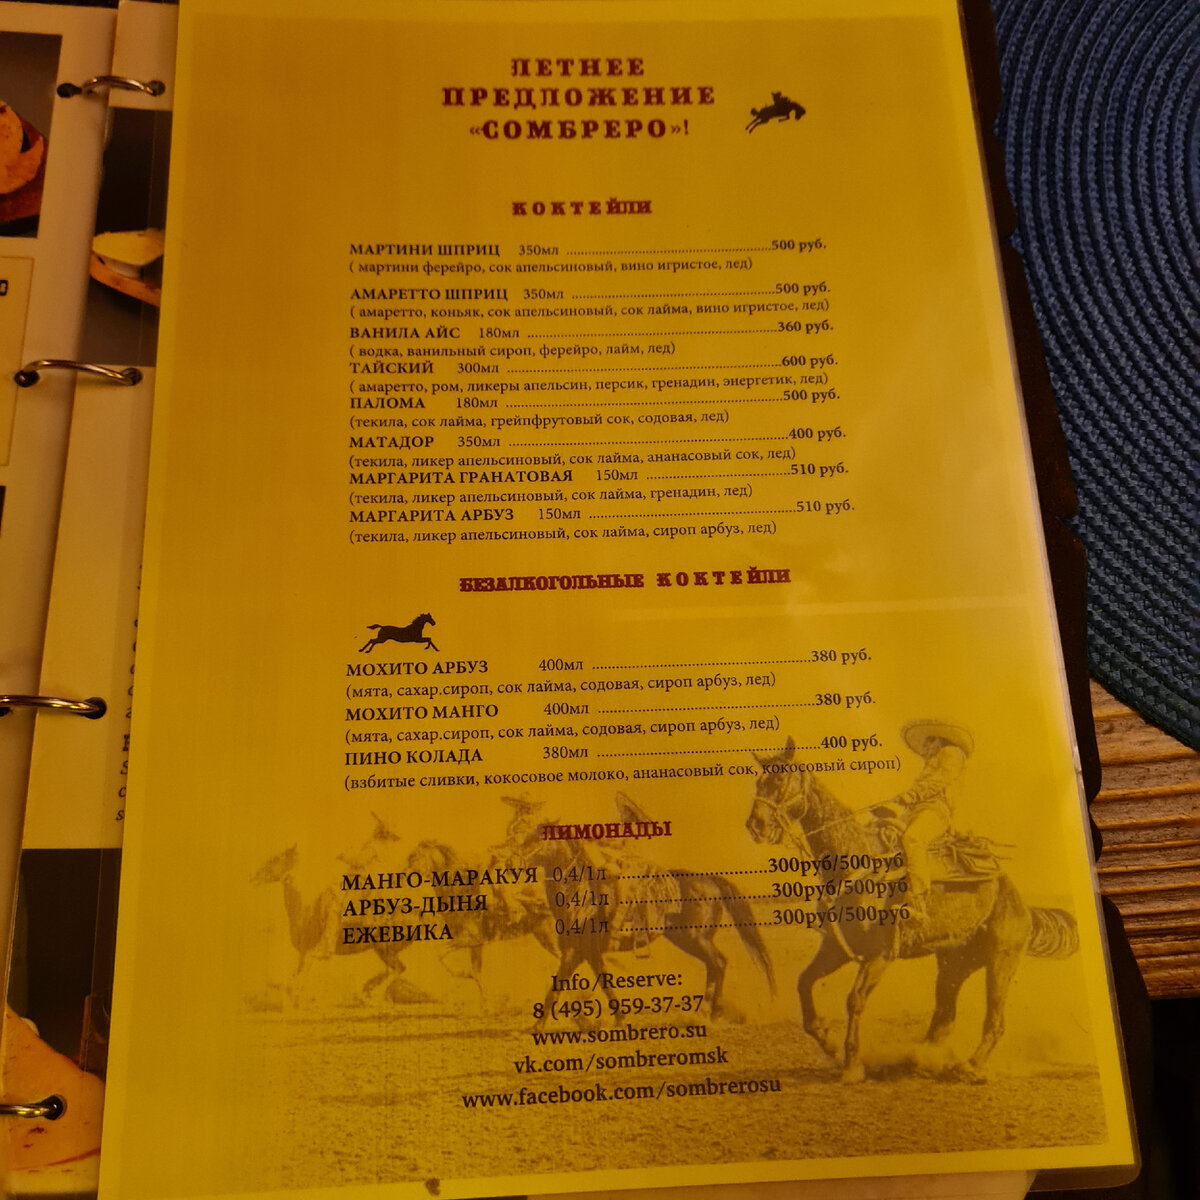 ЛЕТНЕЕ
ПРЕДЛОЖЕНИЕ
«СОМБРЕРО»!
КОКТЕЙЛИ
МАРТИНИ ШПРИЦ 350мл ...500 руб.
( мартини ферейро, сок апельсиновый, вино игристое, лед)
АМАРЕТТО ШПРИЦ 350мл ...500 руб.
( амаретто, коньяк, сок апельсиновый, сок лайма, вино игристое, лед)
ВАНИЛА АЙС 180мл ...360 руб.
( водка, ванильный сироп, ферейро, лайм, лед)
ТАЙСКИЙ 300мл ...600 руб.
( амаретто, ром, ликеры апельсин, персик, гренадин, энергетик, лед)
ПАЛОМА 180мл ...500 руб.
(текила, сок лайма, грейпфрутовый сок, содовая, лед)
МАТАДОР 350мл ...400 руб.
(текила, ликер апельсиновый, сок лайма, ананасовый сок, лед)
МАРГАРИТА ГРАНАТОВАЯ 150мл ...510 руб.
(текила, ликер апельсиновый, сок лайма, гренадин, лед)
МАРГАРИТА АРБУЗ 150мл ...510 руб.
(текила, ликер апельсиновый, сок лайма, сироп арбуз, лед)
БЕЗАЛКОГОЛЬНЫЕ КОКТЕЙЛИ
МОХИТО АРБУЗ 400мл ...380 руб.
(мята, сахар.сироп, сок лайма, содовая, сироп арбуз, лед)
МОХИТО МАНГО 400мл ...380 руб.
(мята, сахар.сироп, сок лайма, содовая, сироп арбуз, лед)
ПИНО КОЛАДА 380мл ...400 руб.
(взбитые сливки, кокосовое молоко, ананасовый сок, кокосовый сироп)
ЛИМОНАДЫ
МАНГО-МАРАКУЯ 0,4/1л ...300руб/500руб
АРБУЗ-ДЫНЯ 0,4/1л ...300руб/500руб
ЕЖЕВИКА 0,4/1л ...300руб/500руб
Info/Reserve:
8 (495) 959-37-37
www.sombrero.su
vk.com/sombreromsk
www.facebook.com/sombrerosu